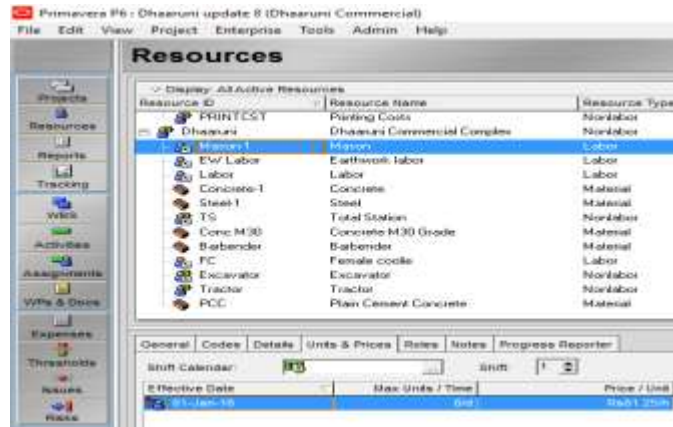 Primavera P6 : Dhaaruni update 8 (Dhaaruni Commercial)
File Edit View Project Enterprise Tools Admin Help
Resources
Projects
Resources
Reports
Tracking
WBS
Activities
Assignments
WPs & Docs
Expenses
Thresholds
Issues
Risks
Display: All Active Resources
Resource ID Resource Name Resource Type
PRINTCST Printing Costs Nonlabor
Dhaaruni Dhaaruni Commercial Complex Nonlabor
Mason-1 Mason Labor
EW Labor Earthwork labor Labor
Labor Labor Labor
Concrete-1 Concrete Material
Steel-1 Steel Material
TS Total Station Nonlabor
Conc M30 Concrete M30 Grade Material
Barbender Barbender Material
FC Female coolie Labor
Excavator Excavator Nonlabor
Tractor Tractor Nonlabor
PCC Plain Cement Concrete Material
General Codes Details Units & Prices Roles Notes Progress Reporter
Shift Calendar Shift 1
Effective Date Max Units / Time Price / Unit
01-Jan-16 Rs81.25/h